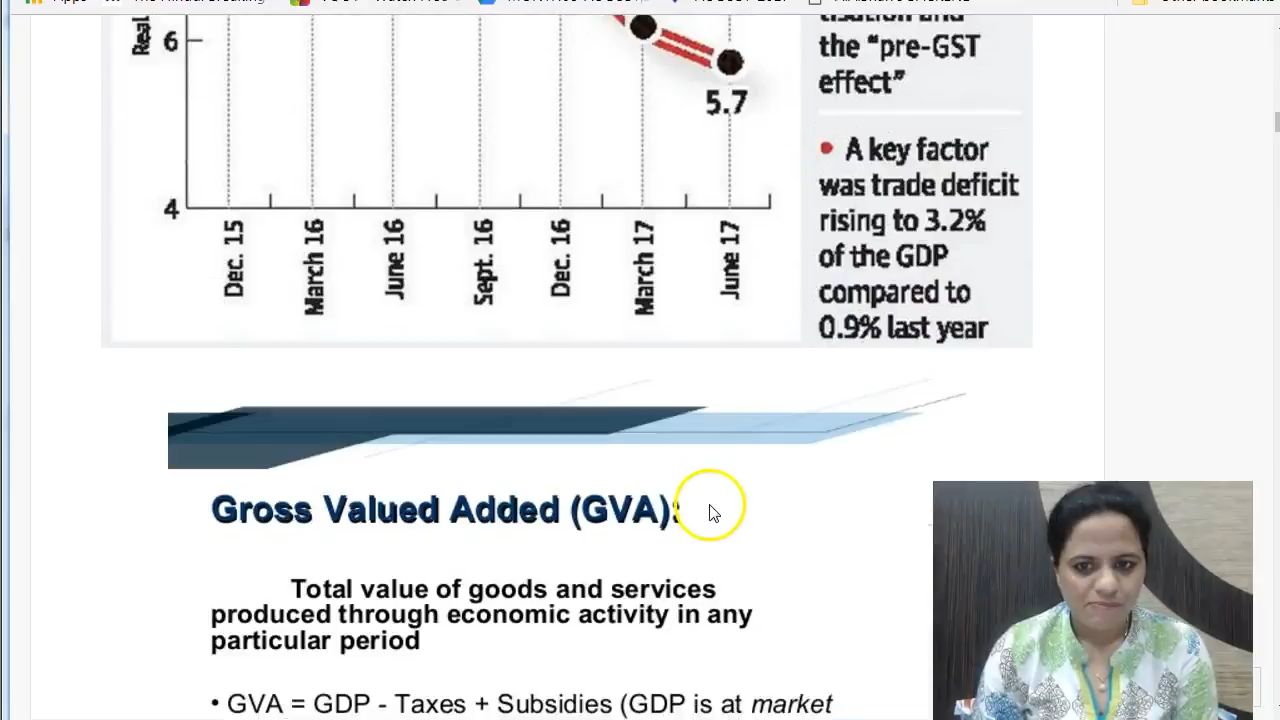 Apps
Real
6
5.7
4
Dec. 15
March 16
June 16
Sept. 16
Dec. 16
March 17
June 17
the “pre-GST
effect”
• A key factor
was trade deficit
rising to 3.2%
of the GDP
compared to
0.9% last year
Gross Valued Added (GVA):
Total value of goods and services
produced through economic activity in any
particular period
• GVA = GDP - Taxes + Subsidies (GDP is at market